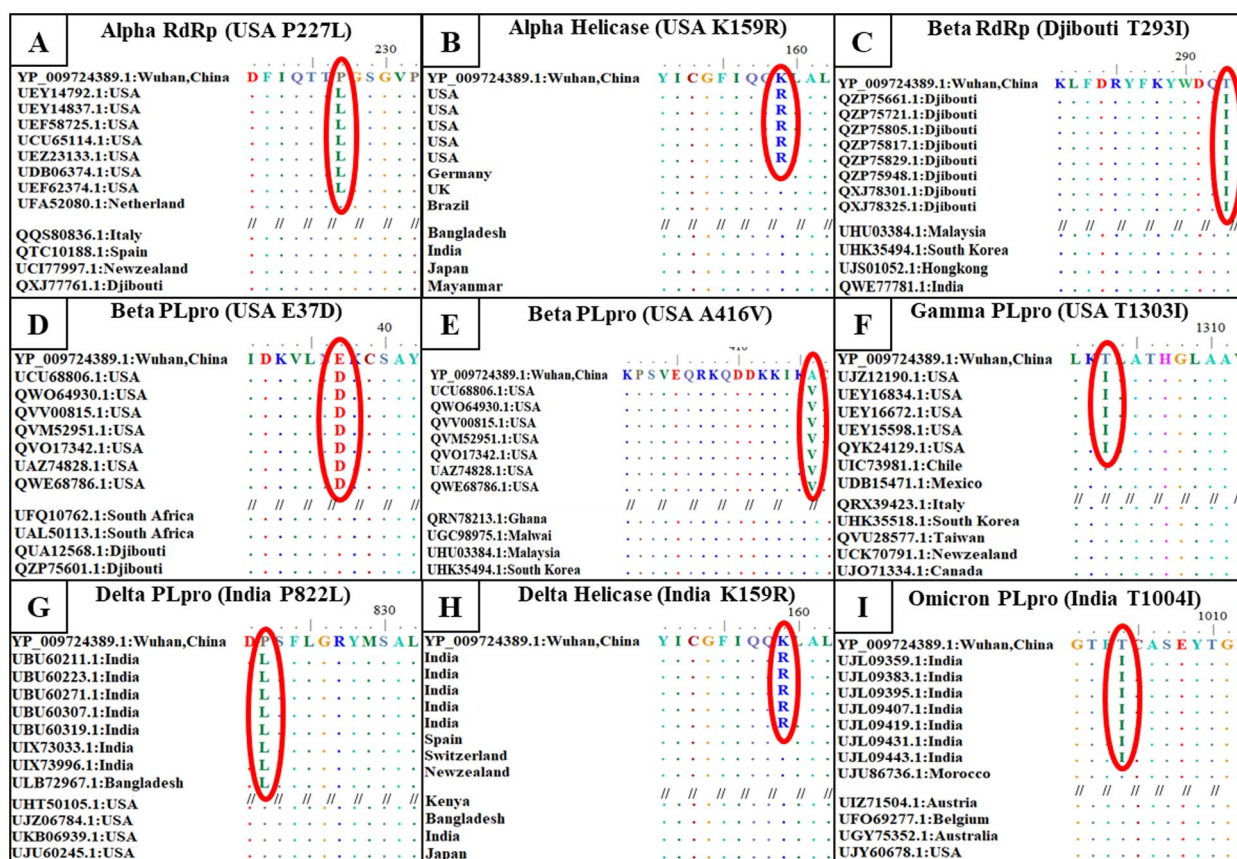 A
Alpha RdRp (USA P227L)
230
YP_009724389.1:Wuhan,China D F I Q T T P G S G V P
UEY14792.1:USA L
UEY14837.1:USA L
UEF58725.1:USA L
UCU65114.1:USA L
UEZ23133.1:USA L
UDB06374.1:USA L
UEF62374.1:USA L
UFA52080.1:Netherland
// // // // // //
QQS80836.1:Italy
QTC10188.1:Spain
UCI77997.1:Newzealand
QXJ77761.1:Djibouti
B
Alpha Helicase (USA K159R)
160
YP_009724389.1:Wuhan,China Y I C G F I Q Q K L A L
USA R
USA R
USA R
USA R
USA R
Germany
UK
Brazil
// // // // // //
Bangladesh
India
Japan
Mayanmar
C
Beta RdRp (Djibouti T293I)
290
YP_009724389.1:Wuhan,China K L F D R Y F K Y W D Q T
QZP75661.1:Djibouti I
QZP75721.1:Djibouti I
QZP75805.1:Djibouti I
QZP75817.1:Djibouti I
QZP75829.1:Djibouti I
QZP75948.1:Djibouti I
QXJ78301.1:Djibouti I
QXJ78325.1:Djibouti I
// // // // // //
UHU03384.1:Malaysia
UHK35494.1:South Korea
UJS01052.1:Hongkong
QWE77781.1:India
D
Beta PLpro (USA E37D)
40
YP_009724389.1:Wuhan,China I D K V L E K C S A Y
UCU68806.1:USA D
QWO64930.1:USA D
QVV00815.1:USA D
QVM52951.1:USA D
QVO17342.1:USA D
UAZ74828.1:USA D
QWE68786.1:USA D
// // // // // //
UFQ10762.1:South Africa
UAL50113.1:South Africa
QUA12568.1:Djibouti
QZP75601.1:Djibouti
E
Beta PLpro (USA A416V)
410
YP_009724389.1:Wuhan,China K P S V E Q R K Q D D K K I K A C
UCU68806.1:USA V
QWO64930.1:USA V
QVV00815.1:USA V
QVM52951.1:USA V
QVO17342.1:USA V
UAZ74828.1:USA V
QWE68786.1:USA V
// // // // // //
QRN78213.1:Ghana
UGC98975.1:Malwai
UHU03384.1:Malaysia
UHK35494.1:South Korea
F
Gamma PLpro (USA T1303I)
1310
YP_009724389.1:Wuhan,China L K T L A T H G L A A
UJZ12190.1:USA I
UEY16834.1:USA I
UEY16672.1:USA I
UEY15598.1:USA I
QYK24129.1:USA I
UIC73981.1:Chile
UDB15471.1:Mexico
// // // // // //
QRX39423.1:Italy
UHK35518.1:South Korea
QVU28577.1:Taiwan
UCK70791.1:Newzealand
UJO71334.1:Canada
G
Delta PLpro (India P822L)
830
YP_009724389.1:Wuhan,China D P S F L G R Y M S A L
UBU60211.1:India L
UBU60223.1:India L
UBU60271.1:India L
UBU60307.1:India L
UBU60319.1:India L
UIX73033.1:India L
UIX73996.1:India L
ULB72967.1:Bangladesh L
// // // // // //
UHT50105.1:USA
UJZ06784.1:USA
UKB06939.1:USA
UJU60245.1:USA
H
Delta Helicase (India K159R)
160
YP_009724389.1:Wuhan,China Y I C G F I Q Q K L A L
India R
India R
India R
India R
India R
Spain
Switzerland
Newzealand
// // // // // //
Kenya
Bangladesh
India
Japan
I
Omicron PLpro (India T1004I)
1010
YP_009724389.1:Wuhan,China G T F T C A S E Y T G
UJL09359.1:India I
UJL09383.1:India I
UJL09395.1:India I
UJL09407.1:India I
UJL09419.1:India I
UJL09431.1:India I
UJL09443.1:India I
UJU86736.1:Morocco
// // // // // //
UIZ71504.1:Austria
UFO69277.1:Belgium
UGY75352.1:Australia
UJY60678.1:USA